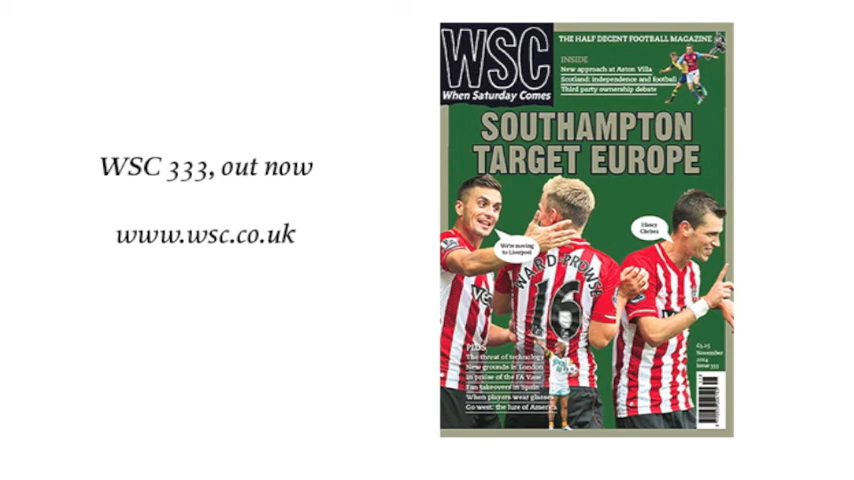 WSC 333, out now
www.wsc.co.uk
WSC
When Saturday Comes
THE HALF DECENT FOOTBALL MAGAZINE
INSIDE
New approach at Aston Villa
Scotland: independence and football
Third party ownership debate
SOUTHAMPTON
TARGET EUROPE
We're moving
to Liverpool
I fancy
Chelsea
WARD-PROWSE
16
PLUS
The threat of technology
New grounds in London
In praise of the FA Vase
Fan takeovers in Spain
When players wear glasses
Go west: the lure of America
£3.25
November
2014
Issue 333